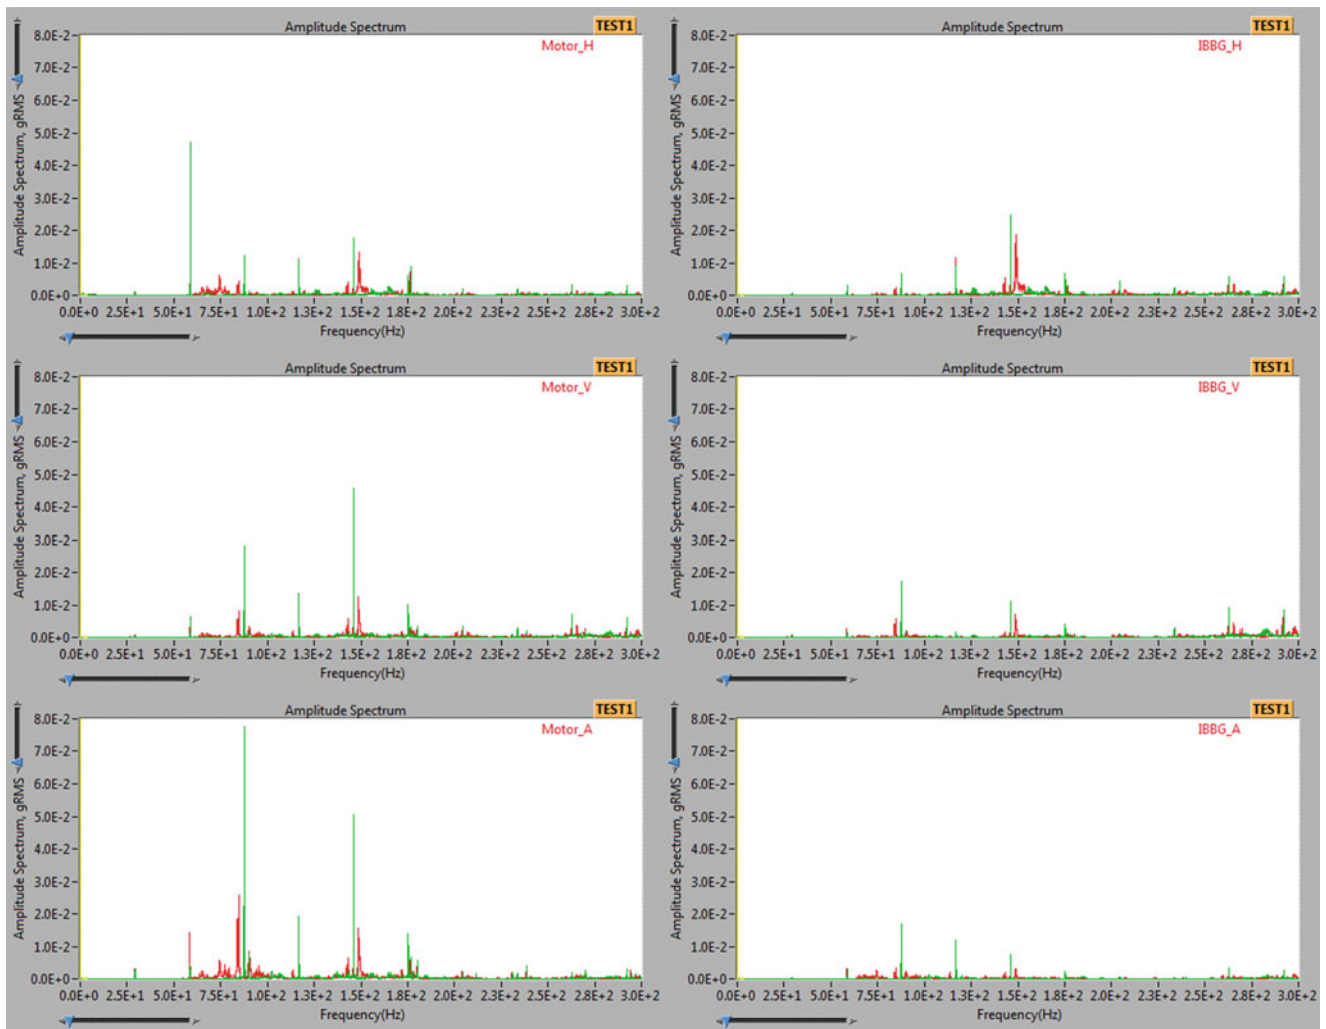 Amplitude Spectrum TEST1
Motor_H
Amplitude Spectrum, gRMS
8.0E-2
7.0E-2
6.0E-2
5.0E-2
4.0E-2
3.0E-2
2.0E-2
1.0E-2
0.0E+0
0.0E+0 2.5E+1 5.0E+1 7.5E+1 1.0E+2 1.3E+2 1.5E+2 1.8E+2 2.0E+2 2.3E+2 2.5E+2 2.8E+2 3.0E+2
Frequency(Hz)
Amplitude Spectrum TEST1
IBBG_H
Amplitude Spectrum, gRMS
8.0E-2
7.0E-2
6.0E-2
5.0E-2
4.0E-2
3.0E-2
2.0E-2
1.0E-2
0.0E+0
0.0E+0 2.5E+1 5.0E+1 7.5E+1 1.0E+2 1.3E+2 1.5E+2 1.8E+2 2.0E+2 2.3E+2 2.5E+2 2.8E+2 3.0E+2
Frequency(Hz)
Amplitude Spectrum TEST1
Motor_V
Amplitude Spectrum, gRMS
8.0E-2
7.0E-2
6.0E-2
5.0E-2
4.0E-2
3.0E-2
2.0E-2
1.0E-2
0.0E+0
0.0E+0 2.5E+1 5.0E+1 7.5E+1 1.0E+2 1.3E+2 1.5E+2 1.8E+2 2.0E+2 2.3E+2 2.5E+2 2.8E+2 3.0E+2
Frequency(Hz)
Amplitude Spectrum TEST1
IBBG_V
Amplitude Spectrum, gRMS
8.0E-2
7.0E-2
6.0E-2
5.0E-2
4.0E-2
3.0E-2
2.0E-2
1.0E-2
0.0E+0
0.0E+0 2.5E+1 5.0E+1 7.5E+1 1.0E+2 1.3E+2 1.5E+2 1.8E+2 2.0E+2 2.3E+2 2.5E+2 2.8E+2 3.0E+2
Frequency(Hz)
Amplitude Spectrum TEST1
Motor_A
Amplitude Spectrum, gRMS
8.0E-2
7.0E-2
6.0E-2
5.0E-2
4.0E-2
3.0E-2
2.0E-2
1.0E-2
0.0E+0
0.0E+0 2.5E+1 5.0E+1 7.5E+1 1.0E+2 1.3E+2 1.5E+2 1.8E+2 2.0E+2 2.3E+2 2.5E+2 2.8E+2 3.0E+2
Frequency(Hz)
Amplitude Spectrum TEST1
IBBG_A
Amplitude Spectrum, gRMS
8.0E-2
7.0E-2
6.0E-2
5.0E-2
4.0E-2
3.0E-2
2.0E-2
1.0E-2
0.0E+0
0.0E+0 2.5E+1 5.0E+1 7.5E+1 1.0E+2 1.3E+2 1.5E+2 1.8E+2 2.0E+2 2.3E+2 2.5E+2 2.8E+2 3.0E+2
Frequency(Hz)